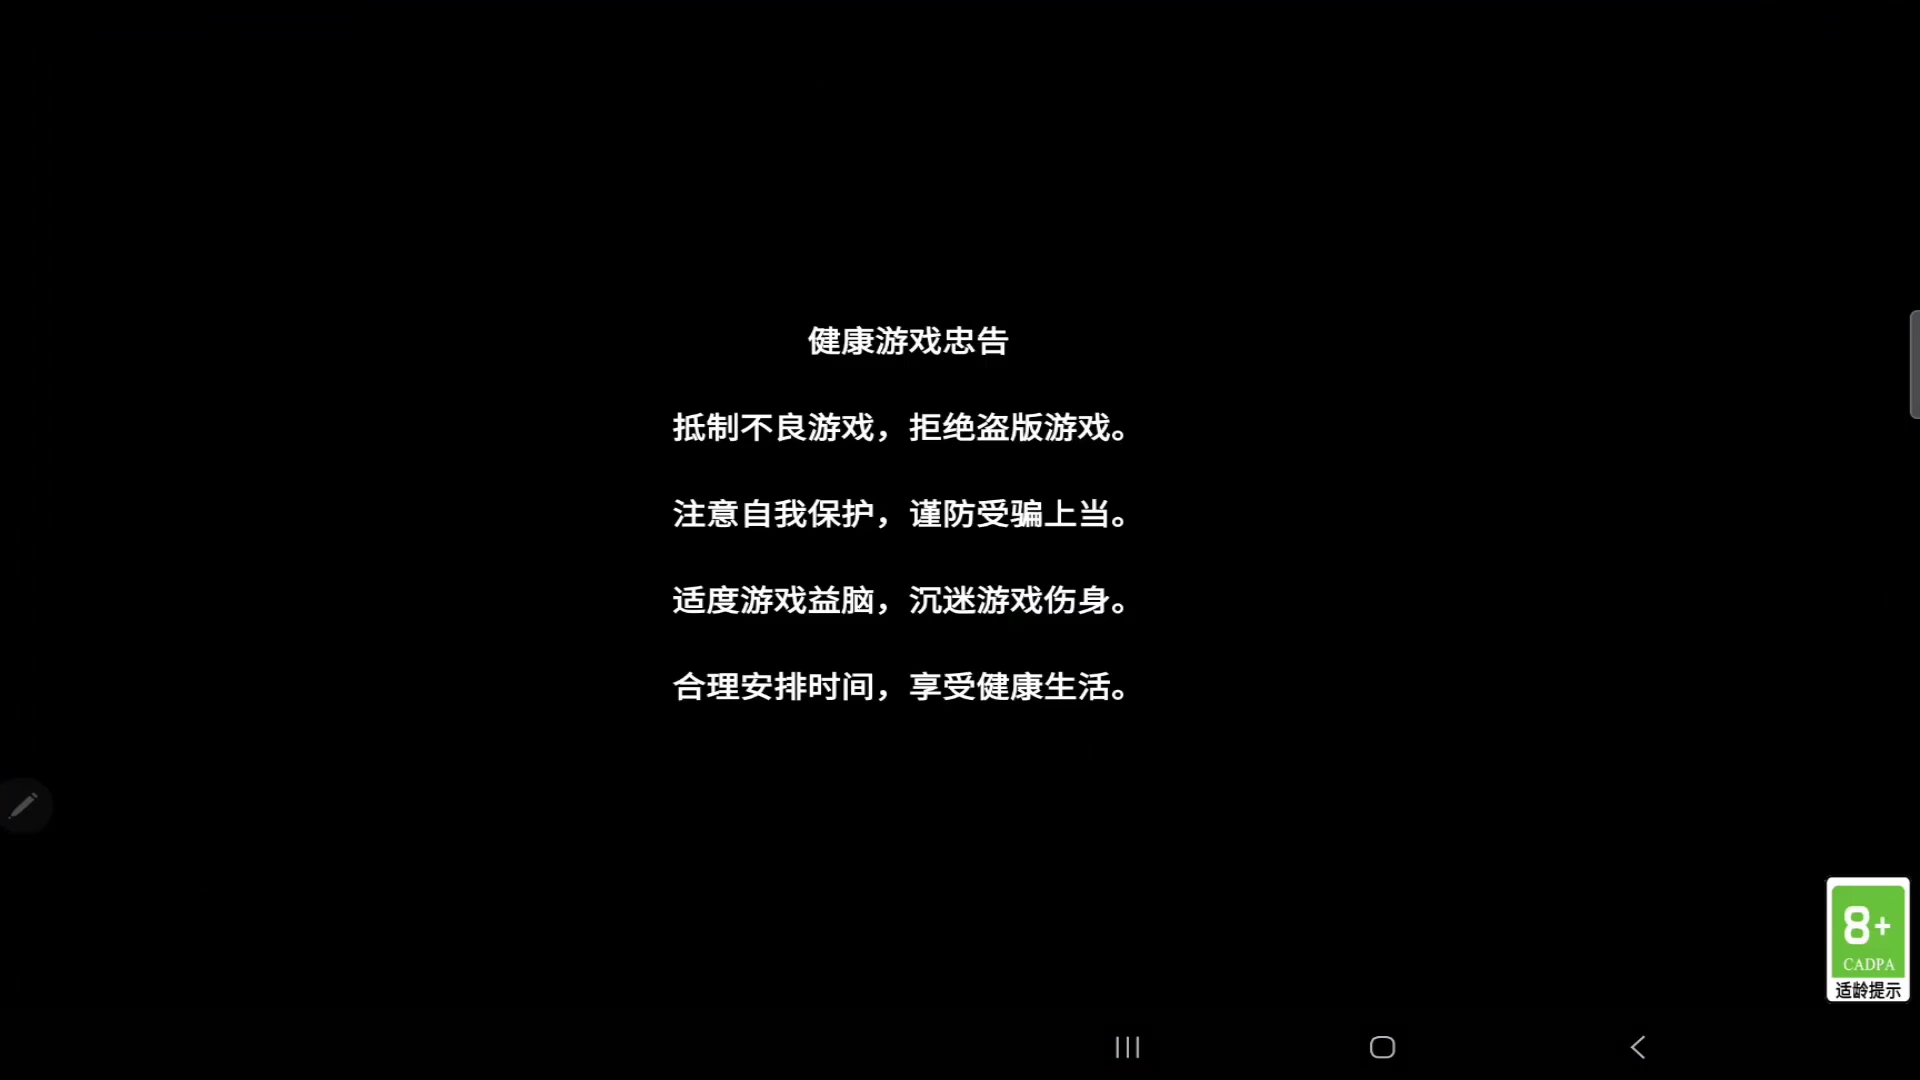 健康游戏忠告
抵制不良游戏，拒绝盗版游戏。
注意自我保护，谨防受骗上当。
适度游戏益脑，沉迷游戏伤身。
合理安排时间，享受健康生活。
8+
CADPA
适龄提示